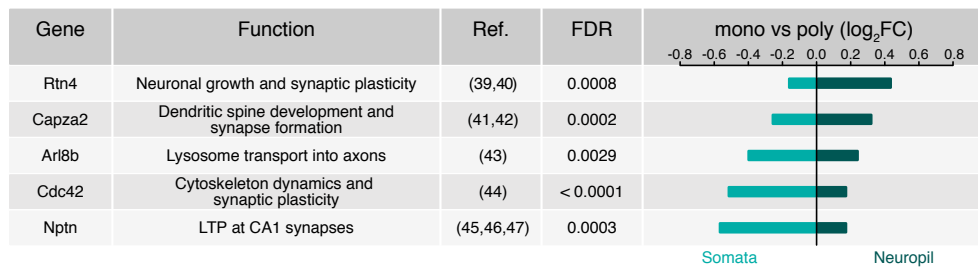 Gene Function Ref. FDR mono vs poly (log₂FC)
-0.8 -0.6 -0.4 -0.2 0.0 0.2 0.4 0.6 0.8
Rtn4 Neuronal growth and synaptic plasticity (39,40) 0.0008
Capza2 Dendritic spine development and
synapse formation (41,42) 0.0002
Arl8b Lysosome transport into axons (43) 0.0029
Cdc42 Cytoskeleton dynamics and
synaptic plasticity (44) < 0.0001
Nptn LTP at CA1 synapses (45,46,47) 0.0003
Somata Neuropil